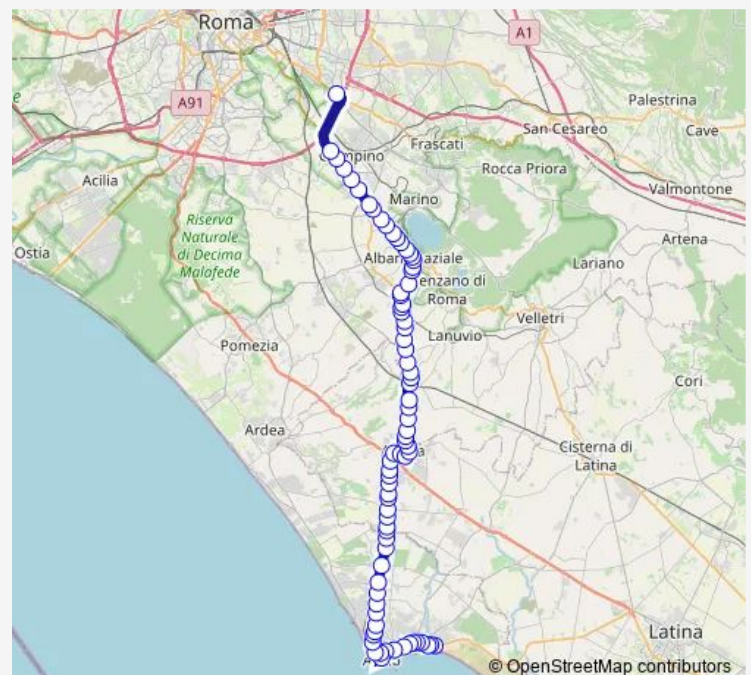 Roma
A1
A91
Palestrina
San Cesareo
Cave
Frascati
Rocca Priora
Acilia
Marino
Valmontone
Riserva
Naturale
di Decima
Malafede
Artena
Ostia
Lariano
Roma
Velletri
Pomezia
Lanuvio
Cori
Ardea
Cisterna di
Latina
Latina
© OpenStreetMap contributors